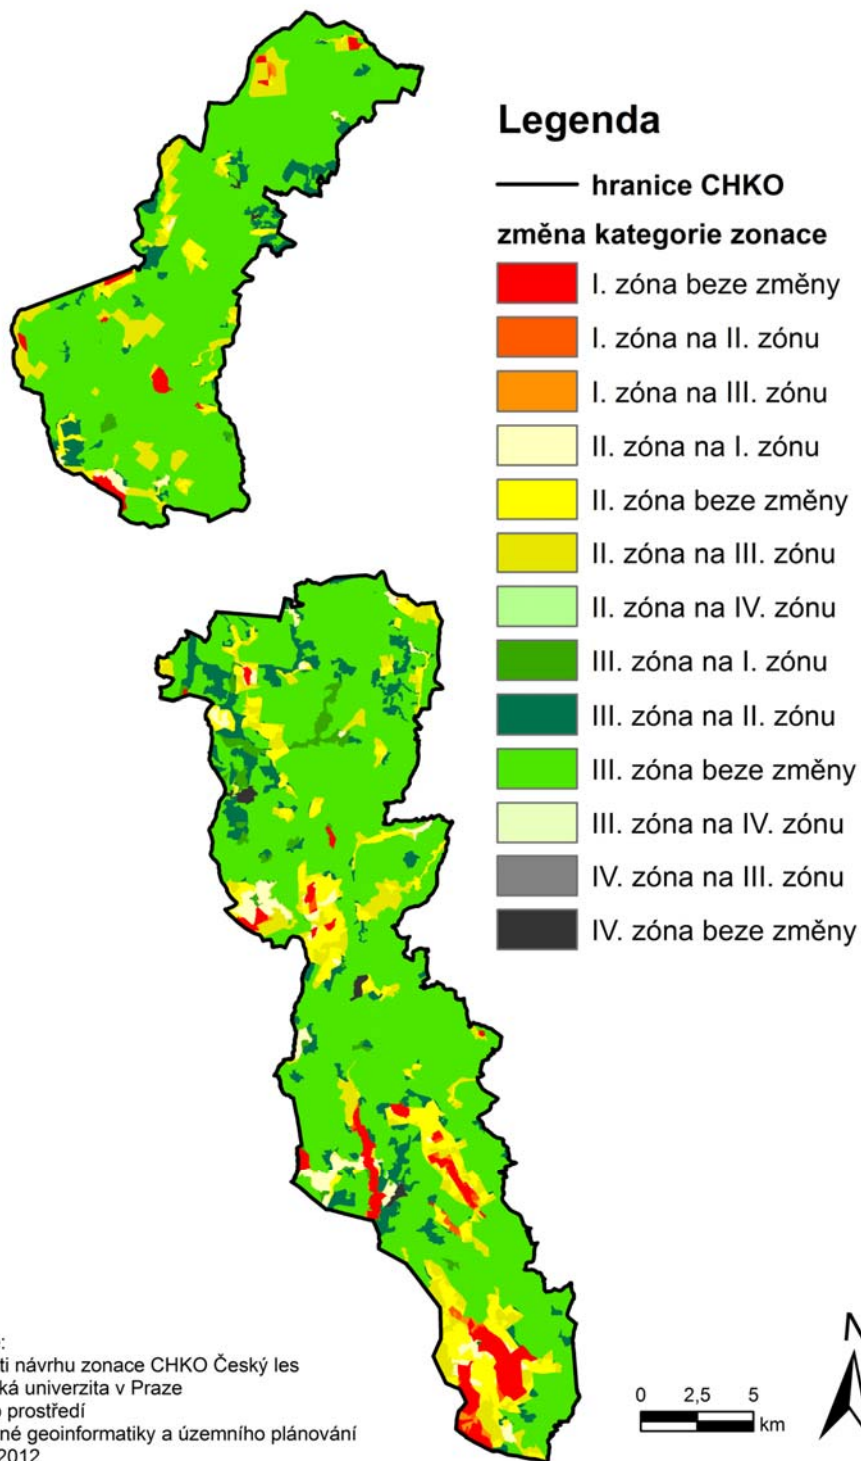 Legenda
hranice CHKO
změna kategorie zonace
I. zóna beze změny
I. zóna na II. zónu
I. zóna na III. zónu
II. zóna na I. zónu
II. zóna beze změny
II. zóna na III. zónu
II. zóna na IV. zónu
III. zóna na I. zónu
III. zóna na II. zónu
III. zóna beze změny
III. zóna na IV. zónu
IV. zóna na III. zónu
IV. zóna beze změny
ti návrhu zonace CHKO Český les
ká univerzita v Praze
prostředí
né geoinformatiky a územního plánování
2012
0 2,5 5
km
N